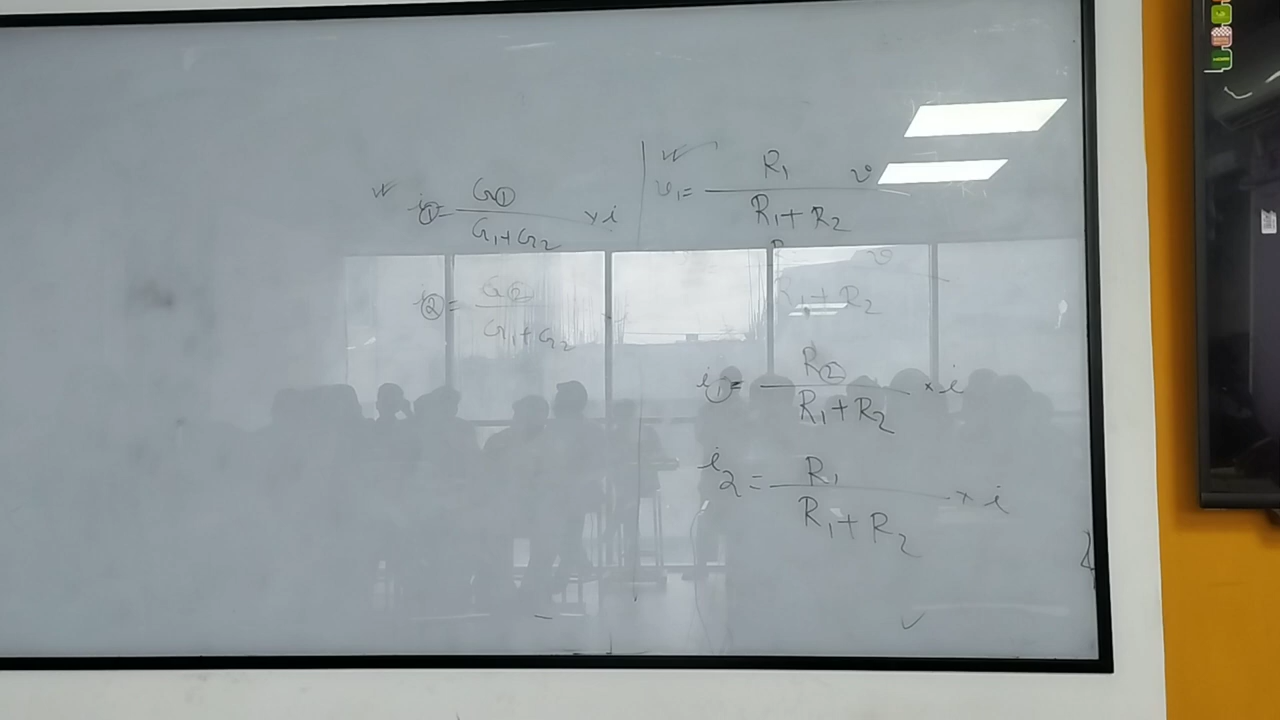 i₁ = G₁ / (G₁ + G₂) × i
i₂ = G₂ / (G₁ + G₂)
v₁ = R₁ / (R₁ + R₂) v
v
R₁ + R₂
i₁ = R₂ / (R₁ + R₂) × i
i₂ = R₁ / (R₁ + R₂) × i